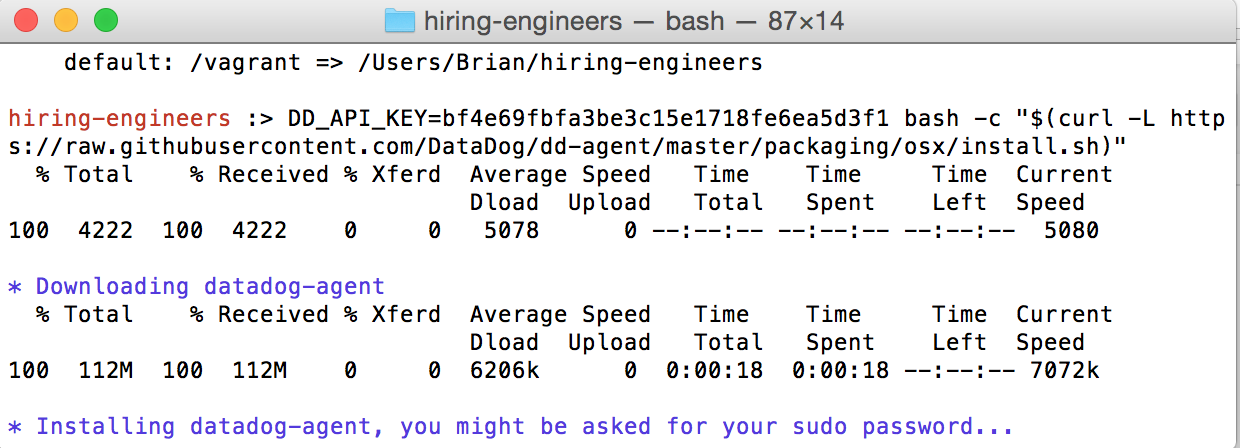 hiring-engineers — bash — 87×14
default: /vagrant => /Users/Brian/hiring-engineers
hiring-engineers :> DD_API_KEY=bf4e69fbfa3be3c15e1718fe6ea5d3f1 bash -c "$(curl -L http
s://raw.githubusercontent.com/DataDog/dd-agent/master/packaging/osx/install.sh)"
% Total % Received % Xferd Average Speed Time Time Time Current
Dload Upload Total Spent Left Speed
100 4222 100 4222 0 0 5078 0 --:--:-- --:--:-- --:--:-- 5080
* Downloading datadog-agent
% Total % Received % Xferd Average Speed Time Time Time Current
Dload Upload Total Spent Left Speed
100 112M 100 112M 0 0 6206k 0 0:00:18 0:00:18 --:--:-- 7072k
* Installing datadog-agent, you might be asked for your sudo password...